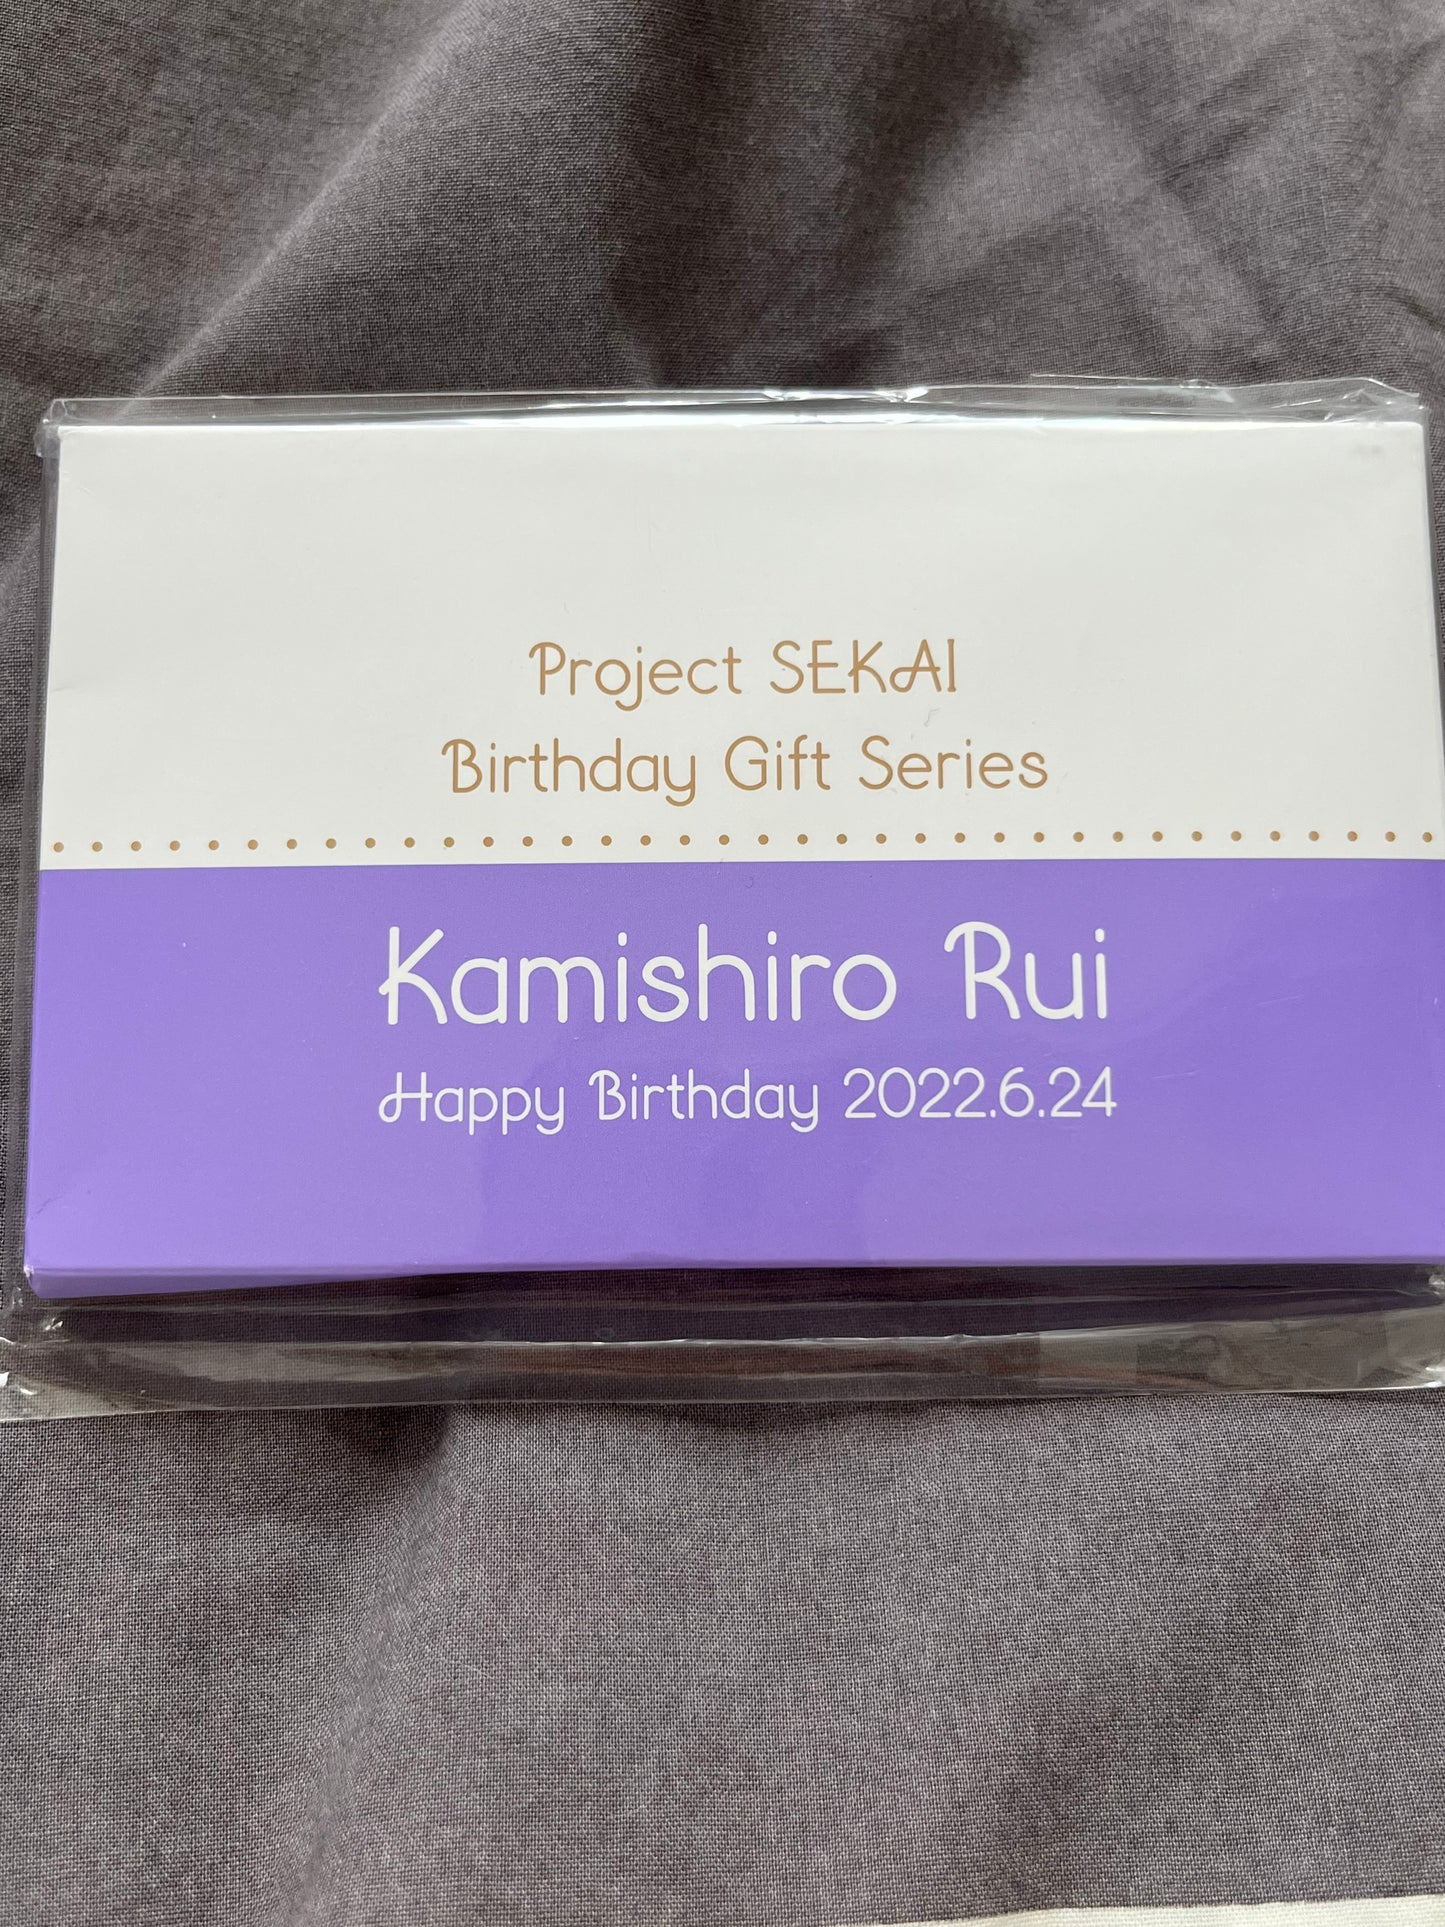 Project SEKAI
Birthday Gift Series
Kamishiro Rui
Happy Birthday 2022.6.24